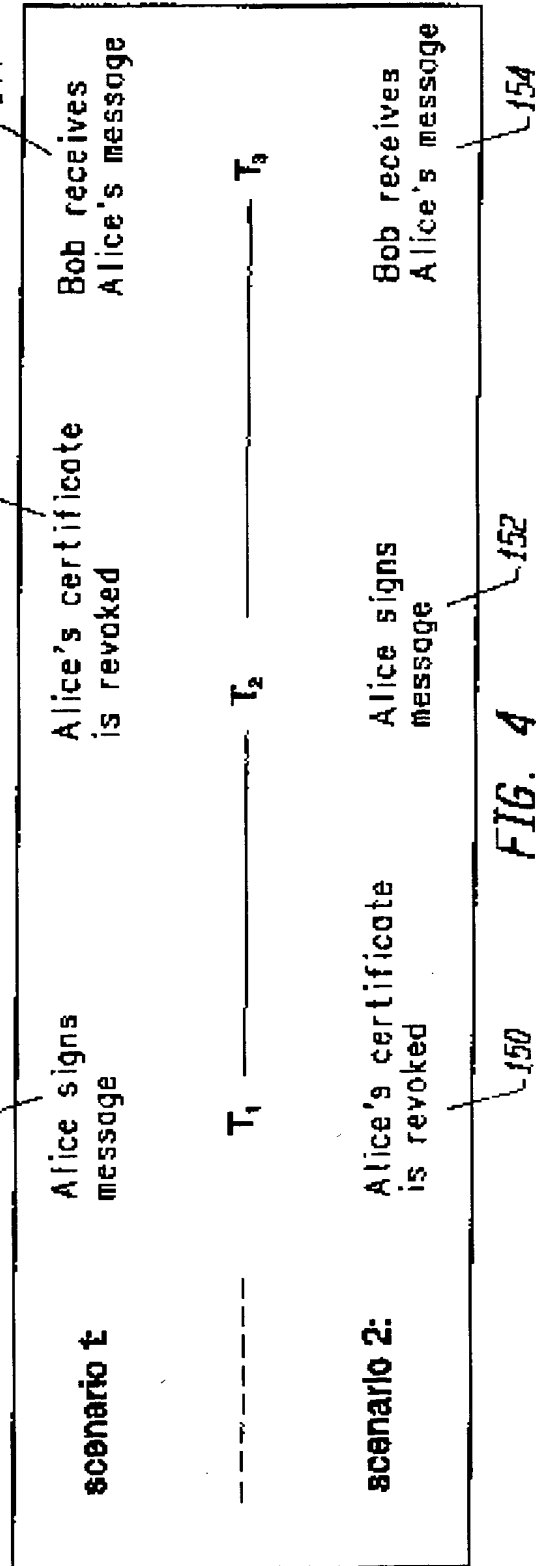 scenario 1:
Alice signs
message
Alice's certificate
is revoked
Bob receives
Alice's message
T₁
T₂
T₃
scenario 2:
Alice's certificate
is revoked
Alice signs
message
Bob receives
Alice's message
150
152
154
FIG. 4